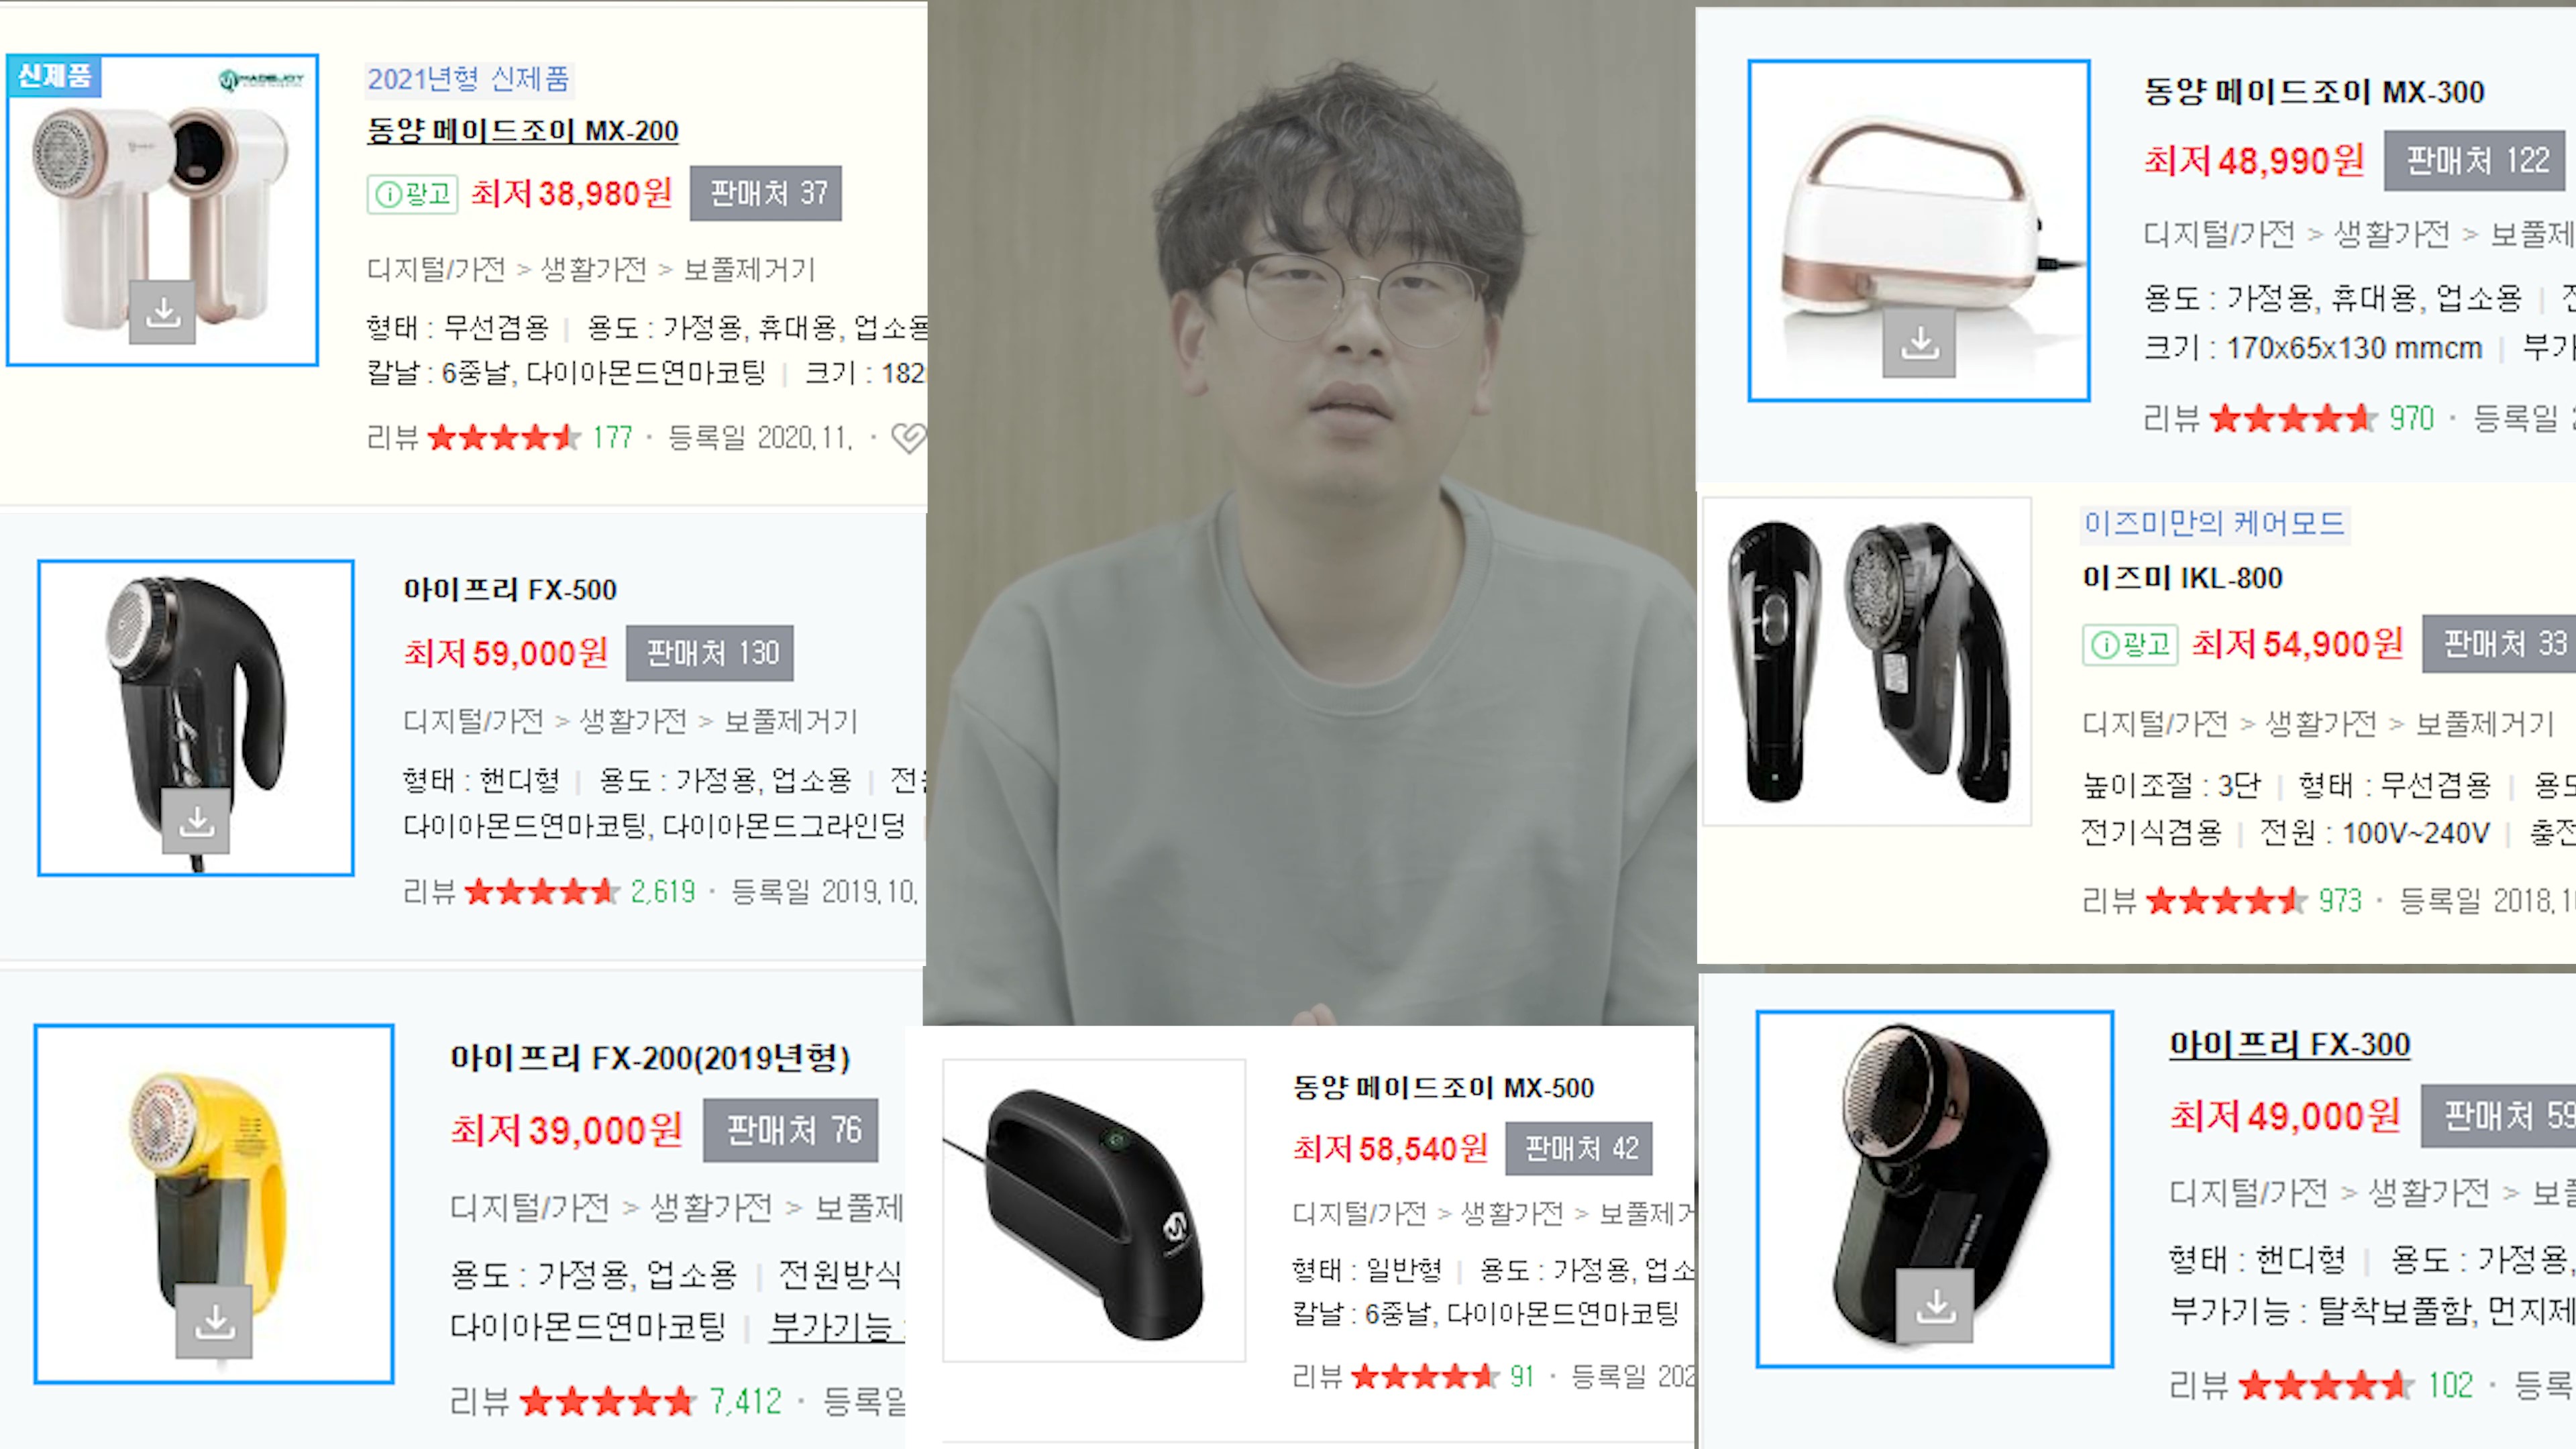 신제품
MADEJOY
2021년형 신제품
동양 메이드조이 MX-200
광고 최저 38,980원 판매처 37
디지털/가전 > 생활가전 > 보풀제거기
형태 : 무선겸용 | 용도 : 가정용, 휴대용, 업소용
칼날 : 6중날, 다이아몬드연마코팅 | 크기 : 182
리뷰 177 · 등록일 2020.11. ·
아이프리 FX-500
최저 59,000원 판매처 130
디지털/가전 > 생활가전 > 보풀제거기
형태 : 핸디형 | 용도 : 가정용, 업소용 |
다이아몬드연마코팅, 다이아몬드그라인딩
리뷰 2,619 · 등록일 2019.10.
아이프리 FX-200(2019년형)
최저 39,000원 판매처 76
디지털/가전 > 생활가전 > 보풀제
용도 : 가정용, 업소용 | 전원방식
다이아몬드연마코팅 | 부가기능 :
리뷰 7,412 · 등록일
동양 메이드조이 MX-500
최저 58,540원 판매처 42
디지털/가전 > 생활가전 > 보풀제거
형태 : 일반형 | 용도 : 가정용, 업소
칼날 : 6중날, 다이아몬드연마코팅
리뷰 91 · 등록일 202
동양 메이드조이 MX-300
최저 48,990원 판매처 122
디지털/가전 > 생활가전 > 보풀제
용도 : 가정용, 휴대용, 업소용 |
크기 : 170x65x130 mmcm | 부가
리뷰 970 · 등록일
이즈미만의 케어모드
이즈미 IKL-800
광고 최저 54,900원 판매처 33
디지털/가전 > 생활가전 > 보풀제거기
높이조절 : 3단 | 형태 : 무선겸용 | 용도
전기식겸용 | 전원 : 100V~240V | 충전
리뷰 973 · 등록일 2018.1
아이프리 FX-300
최저 49,000원 판매처 59
디지털/가전 > 생활가전 > 보풀
형태 : 핸디형 | 용도 : 가정용,
부가기능 : 탈착보풀함, 먼지제
리뷰 102 · 등록